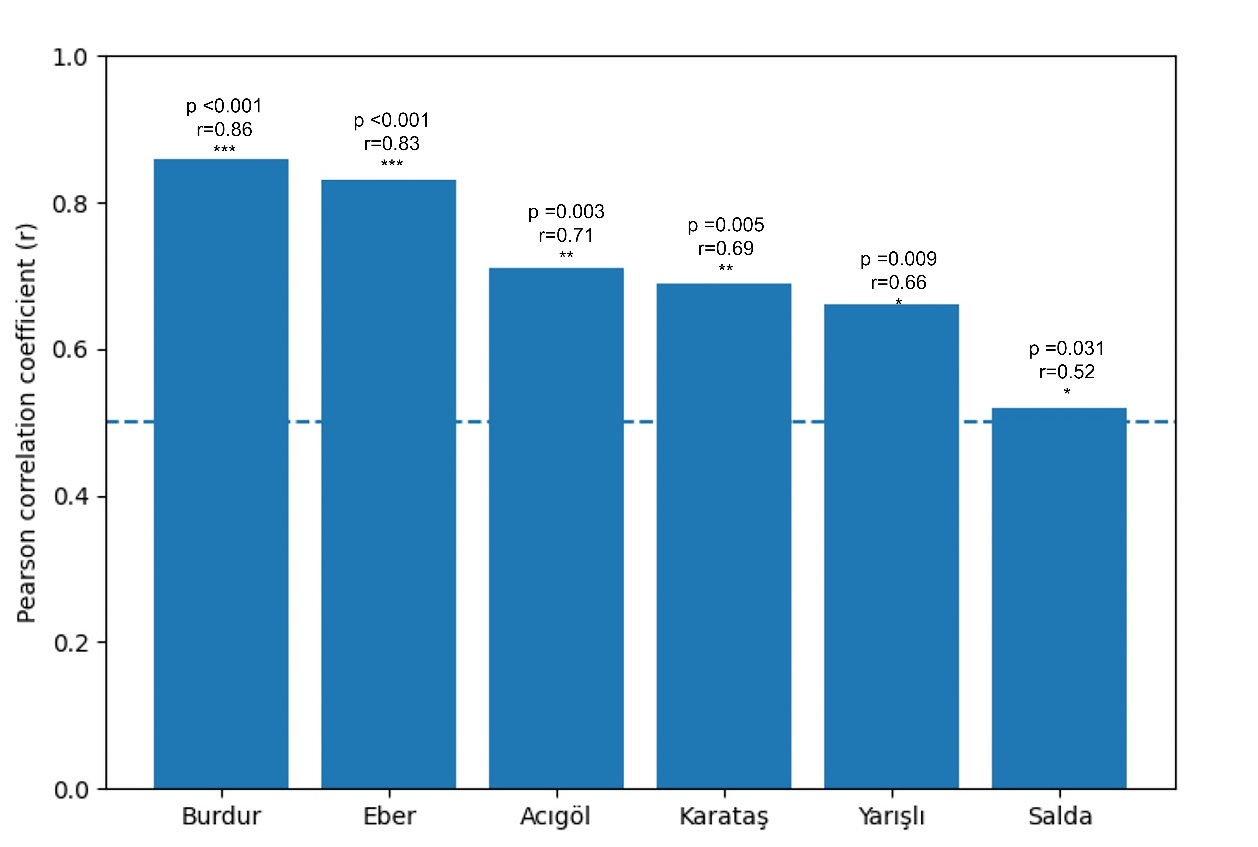 1.0
0.8
0.6
0.4
0.2
0.0
Pearson correlation coefficient (r)
p <0.001
r=0.86
***
p <0.001
r=0.83
***
p =0.003
r=0.71
**
p =0.005
r=0.69
**
p =0.009
r=0.66
*
p =0.031
r=0.52
*
Burdur
Eber
Acıgöl
Karataş
Yarışlı
Salda